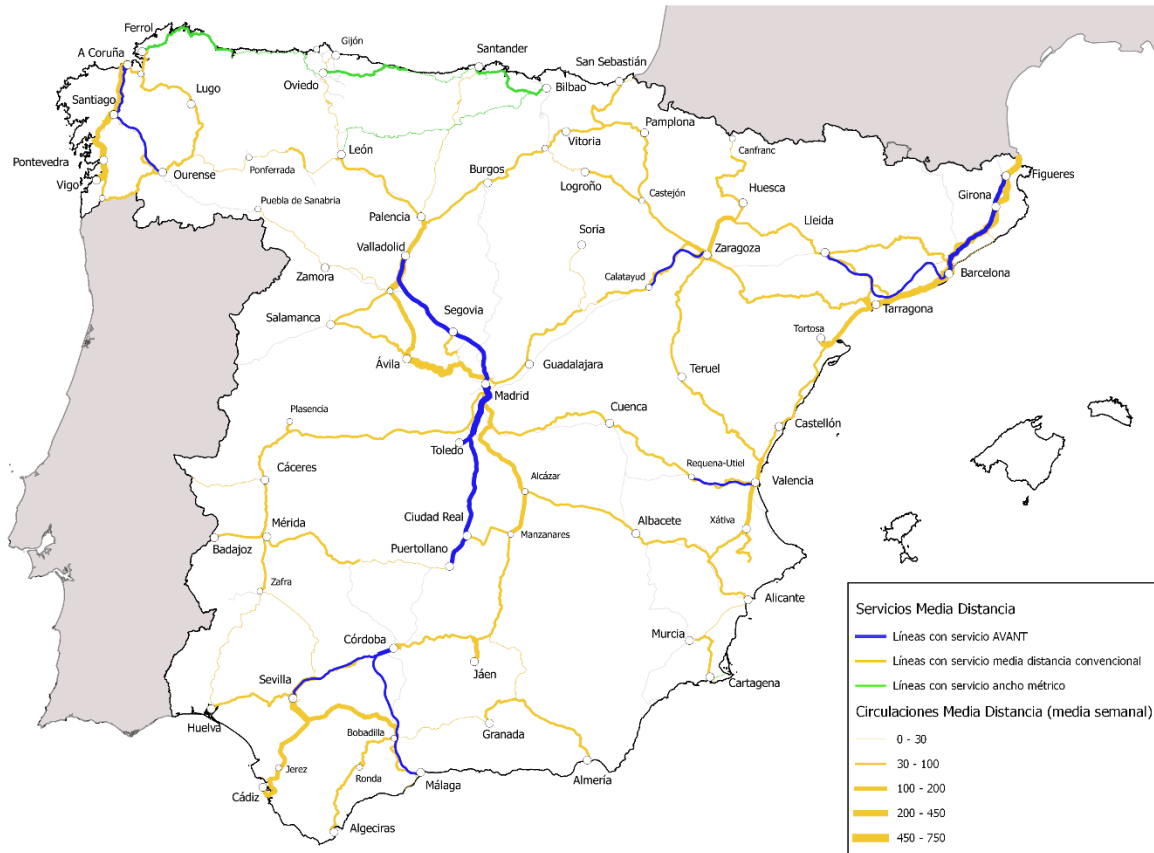 Ferrol
Gijón
A Coruña
Santander
San Sebastián
Oviedo
Bilbao
Lugo
Santiago
Pamplona
Vitoria
Canfranc
León
Pontevedra
Ponferrada
Burgos
Figueres
Ourense
Logroño
Huesca
Vigo
Castejón
Girona
Puebla de Sanabria
Palencia
Lleida
Soria
Valladolid
Zaragoza
Zamora
Calatayud
Barcelona
Segovia
Tarragona
Salamanca
Tortosa
Ávila
Guadalajara
Teruel
Madrid
Plasencia
Cuenca
Castellón
Toledo
Requena-Utiel
Cáceres
Alcázar
Valencia
Ciudad Real
Xátiva
Mérida
Albacete
Manzanares
Badajoz
Puertollano
Zafra
Alicante
Córdoba
Murcia
Jáen
Sevilla
Cartagena
Huelva
Bobadilla
Granada
Jerez
Ronda
Málaga
Almería
Cádiz
Algeciras
Servicios Media Distancia
Líneas con servicio AVANT
Líneas con servicio media distancia convencional
Líneas con servicio ancho métrico
Circulaciones Media Distancia (media semanal)
0 - 30
30 - 100
100 - 200
200 - 450
450 - 750